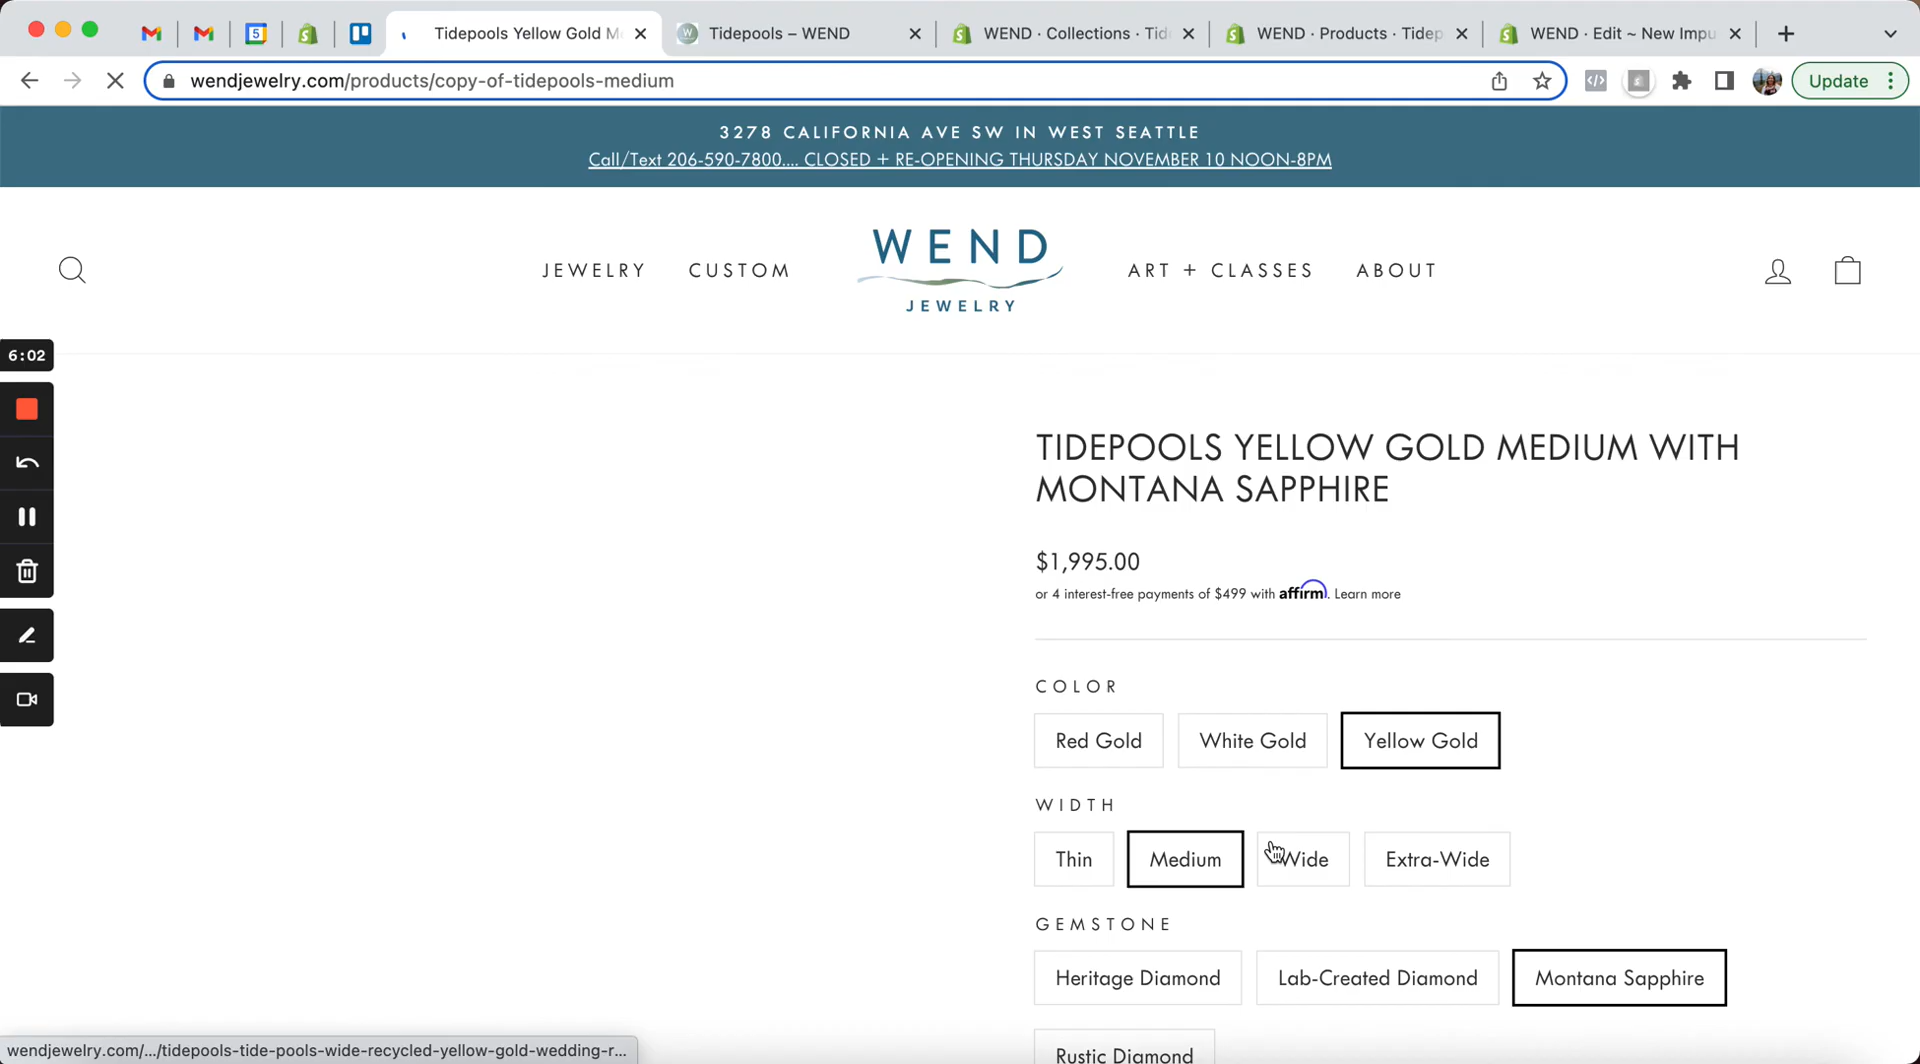 Tidepools Yellow Gold M
Tidepools – WEND
WEND · Collections · Tid
WEND · Products · Tidep
WEND · Edit ~ New Impu
wendjewelry.com/products/copy-of-tidepools-medium
Update
3278 CALIFORNIA AVE SW IN WEST SEATTLE
Call/Text 206-590-7800.... CLOSED + RE-OPENING THURSDAY NOVEMBER 10 NOON-8PM
JEWELRY
CUSTOM
WEND
JEWELRY
ART + CLASSES
ABOUT
6:02
TIDEPOOLS YELLOW GOLD MEDIUM WITH
MONTANA SAPPHIRE
$1,995.00
or 4 interest-free payments of $499 with affirm. Learn more
COLOR
Red Gold
White Gold
Yellow Gold
WIDTH
Thin
Medium
Wide
Extra-Wide
GEMSTONE
Heritage Diamond
Lab-Created Diamond
Montana Sapphire
Rustic Diamond
wendjewelry.com/.../tidepools-tide-pools-wide-recycled-yellow-gold-wedding-r...